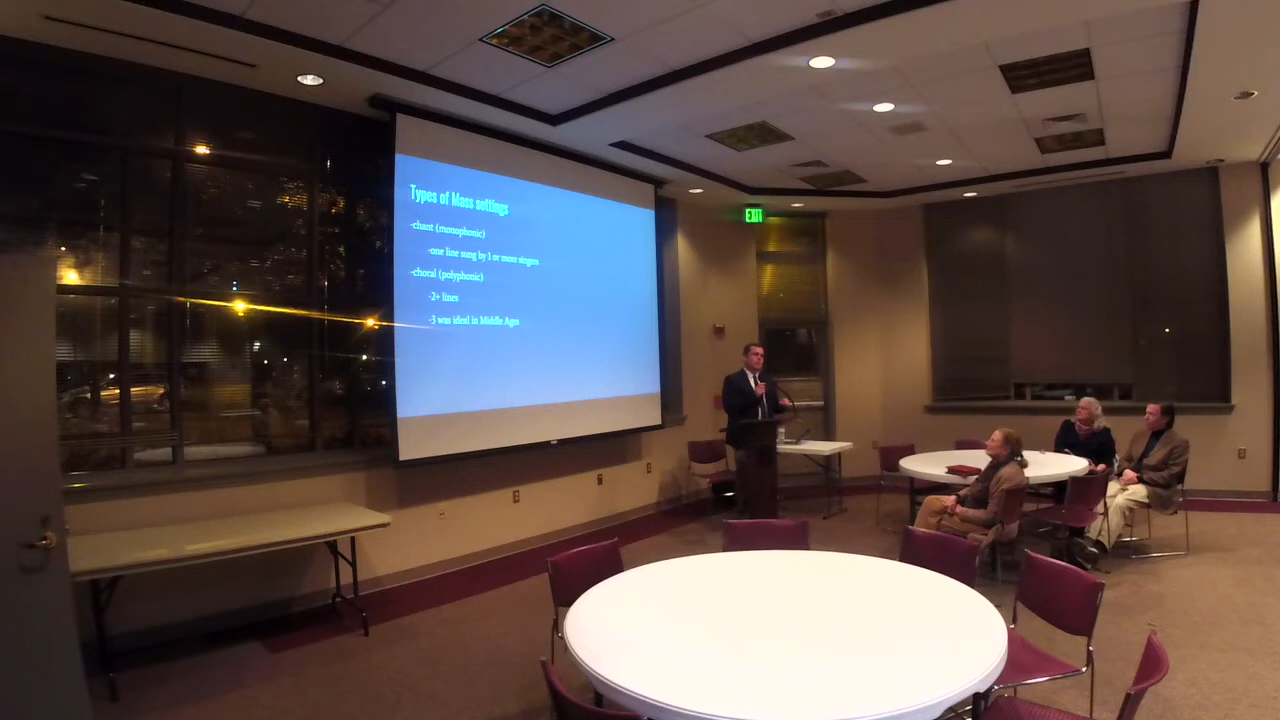 Types of Mass settings
-chant (monophonic)
-one line sung by 1 or more singers
-choral (polyphonic)
-2+ lines
-3 was ideal in Middle Ages
EXIT